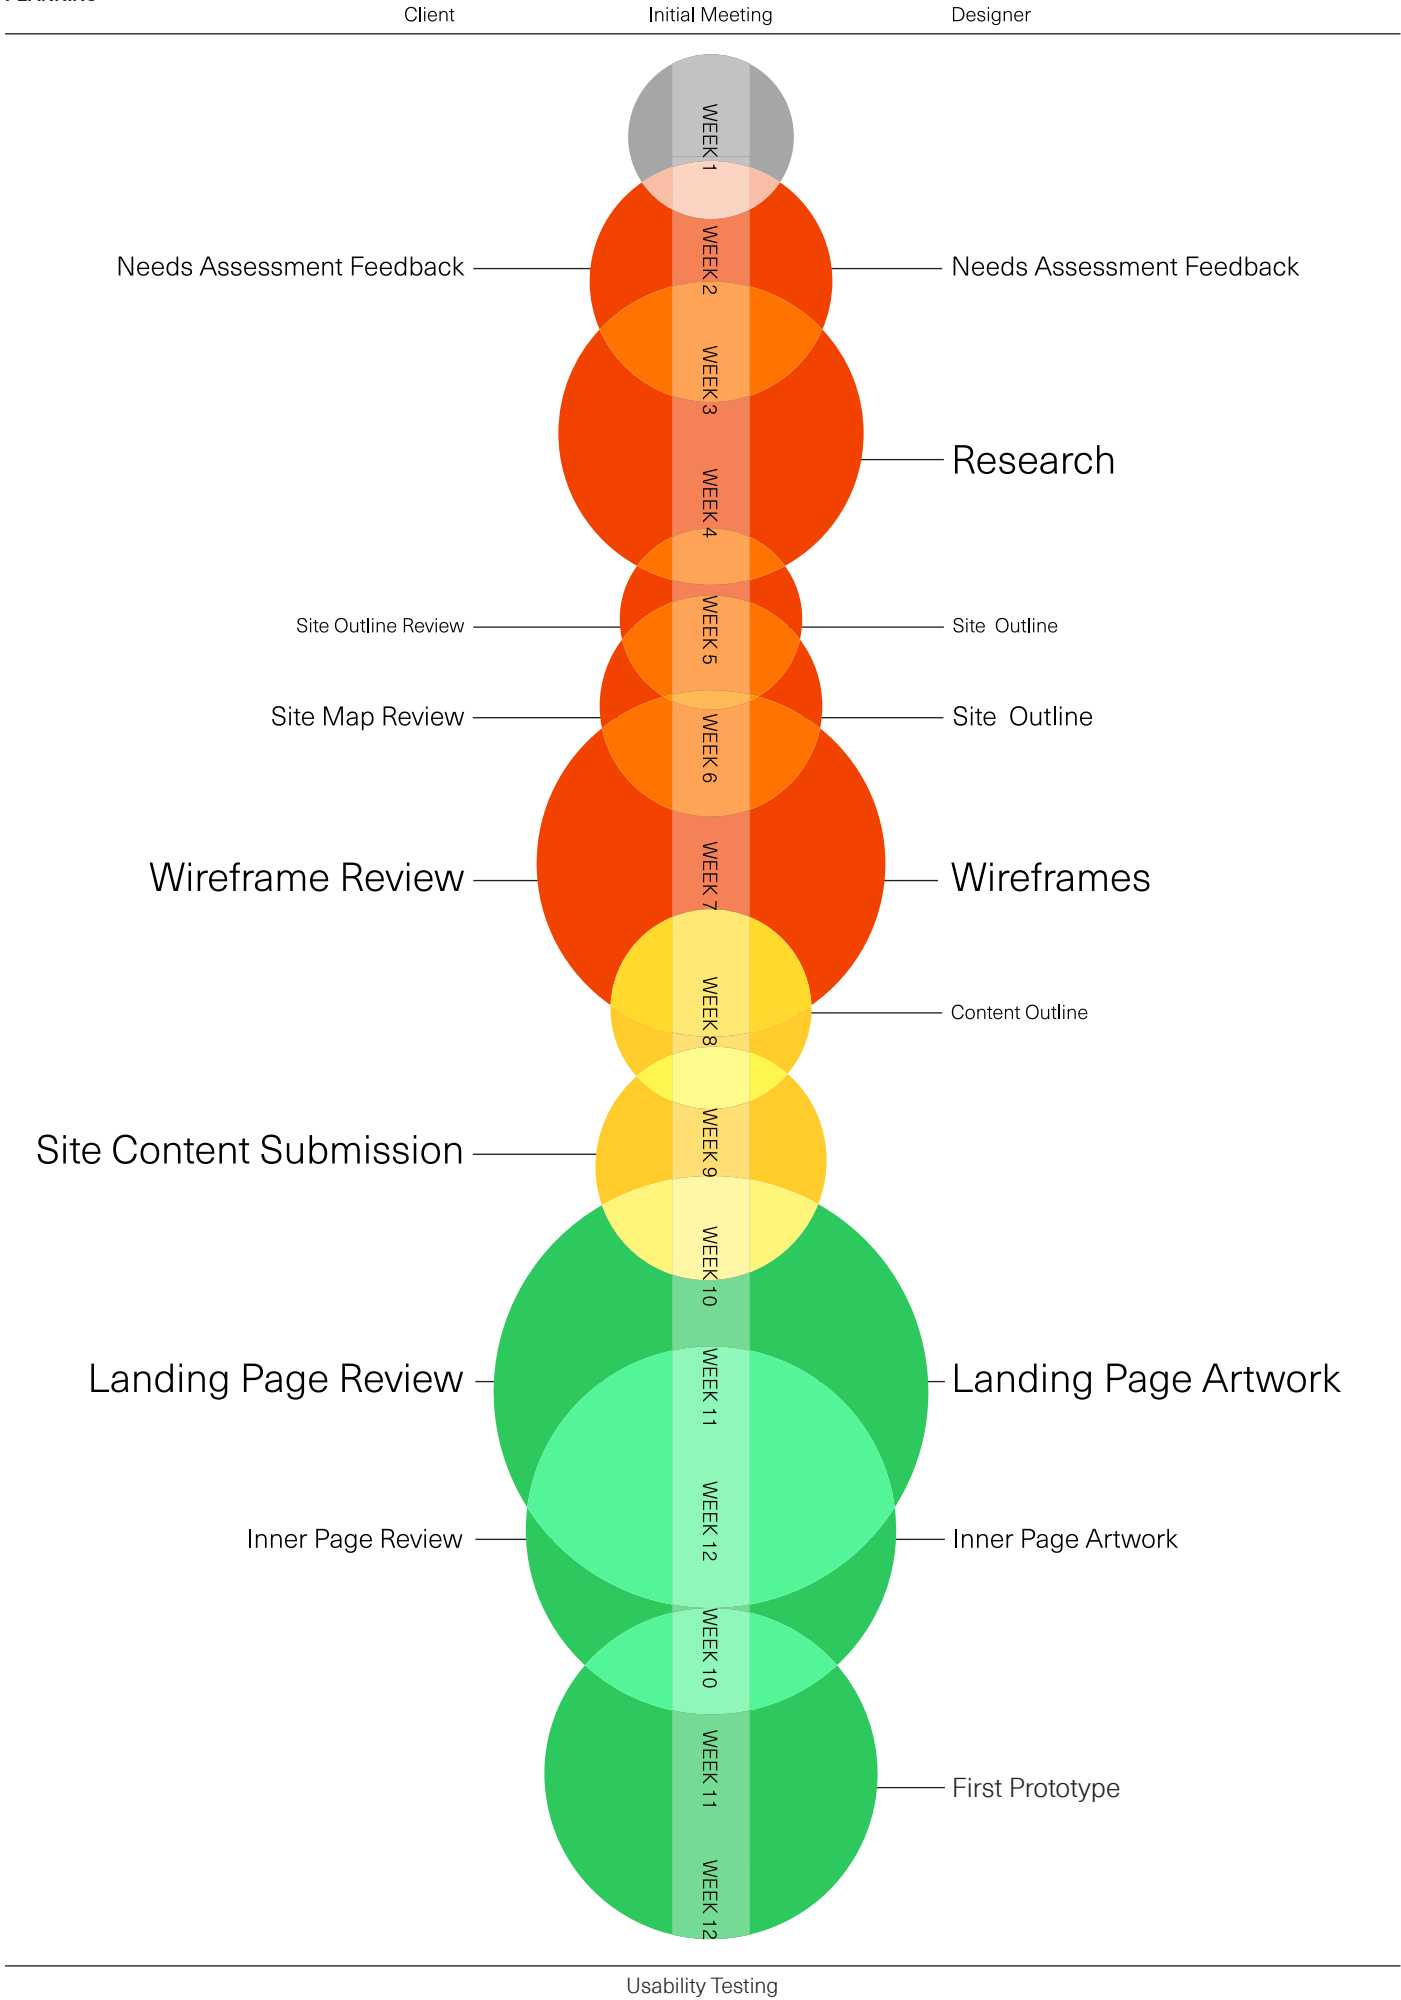 Client Initial Meeting Designer
WEEK 1
WEEK 2
Needs Assessment Feedback Needs Assessment Feedback
WEEK 3
Research
WEEK 4
Site Outline Review Site Outline
WEEK 5
Site Map Review Site Outline
WEEK 6
Wireframe Review Wireframes
WEEK 7
WEEK 8
Content Outline
WEEK 9
Site Content Submission
WEEK 10
Landing Page Review Landing Page Artwork
WEEK 11
WEEK 12
Inner Page Review Inner Page Artwork
WEEK 10
WEEK 11
First Prototype
WEEK 12
Usability Testing